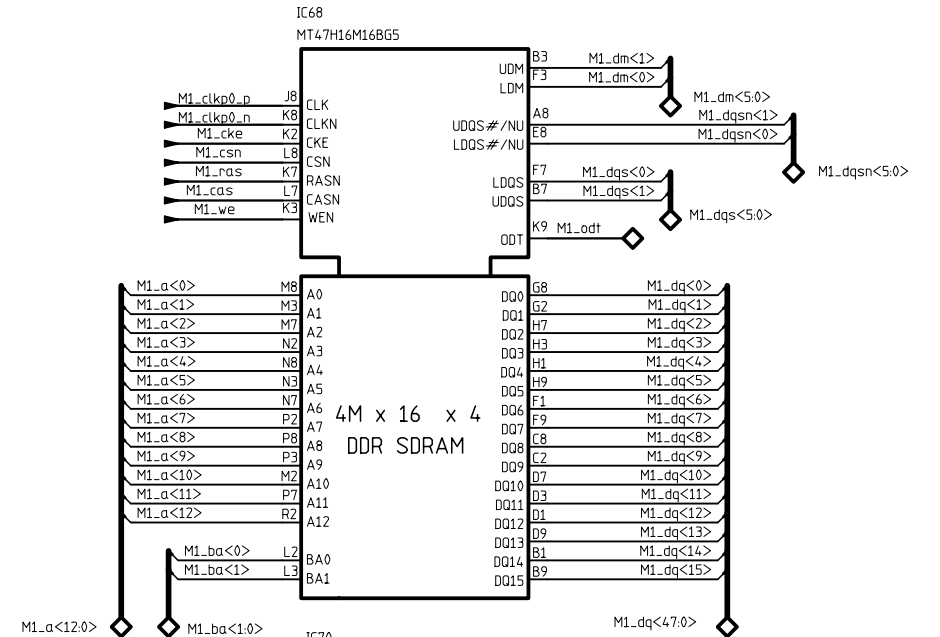 IC68
MT47H16M16BG5
B3 M1_dm<1>
UDM
F3 M1_dm<0>
LDM
M1_dm<5:0>
M1_clkp0_p J8 CLK
M1_clkp0_n K8 CLKN
M1_cke K2 CKE
M1_csn L8 CSN
M1_ras K7 RASN
M1_cas L7 CASN
M1_we K3 WEN
UDQS#/NU A8 M1_dqsn<1>
LDQS#/NU E8 M1_dqsn<0>
M1_dqsn<5:0>
LDQS F7 M1_dqs<0>
UDQS B7 M1_dqs<1>
M1_dqs<5:0>
ODT K9 M1_odt
M1_a<0> M8 A0 DQ0 G8 M1_dq<0>
M1_a<1> M3 A1 DQ1 G2 M1_dq<1>
M1_a<2> M7 A2 DQ2 H7 M1_dq<2>
M1_a<3> N2 A3 DQ3 H3 M1_dq<3>
M1_a<4> N8 A4 DQ4 H1 M1_dq<4>
M1_a<5> N3 A5 DQ5 H9 M1_dq<5>
M1_a<6> N7 A6 DQ6 F1 M1_dq<6>
M1_a<7> P2 A7 DQ7 F9 M1_dq<7>
M1_a<8> P8 A8 DQ8 C8 M1_dq<8>
M1_a<9> P3 A9 DQ9 C2 M1_dq<9>
M1_a<10> M2 A10 DQ10 D7 M1_dq<10>
M1_a<11> P7 A11 DQ11 D3 M1_dq<11>
M1_a<12> R2 A12 DQ12 D1 M1_dq<12>
DQ13 D9 M1_dq<13>
M1_ba<0> L2 BA0 DQ14 B1 M1_dq<14>
M1_ba<1> L3 BA1 DQ15 B9 M1_dq<15>
4M x 16 x 4
DDR SDRAM
M1_a<12:0>
M1_ba<1:0>
M1_dq<47:0>